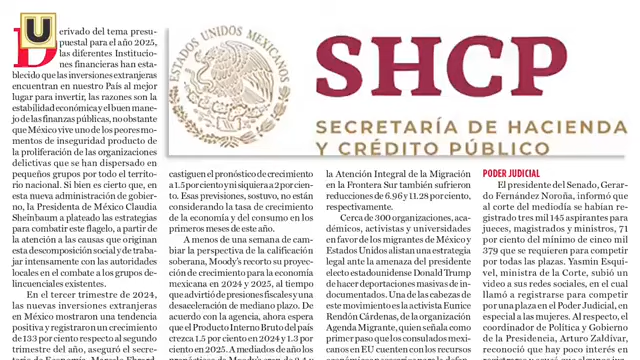 U
Derivado del tema presu-
puestal para el año 2025,
las diferentes Institucio-
nes financieras han esta-
blecido que las inversiones extranjeras
encuentran en nuestro País al mejor
lugar para invertir, las razones son la
estabilidad económica y el buen mane-
jo de las finanzas públicas, no obstante
que México vive uno de los peores mo-
mentos de inseguridad producto de
la proliferación de las organizaciones
delictivas que se han dispersado en
pequeños grupos por todo el territo-
rio nacional. Si bien es cierto que, en
esta nueva administración de gobier-
no, la Presidenta de México Claudia
Sheinbaum a plateado las estrategias
para combatir este flagelo, a partir de
la atención a las causas que originan
esta descomposición social y de traba-
jar intensamente con las autoridades
locales en el combate a los grupos de-
lincuenciales existentes.
En el tercer trimestre de 2024,
las nuevas inversiones extranjeras
en México mostraron una tendencia
positiva y registraron un crecimiento
de 133 por ciento respecto al segundo
trimestre del año, aseguró el secre-
ESTADOS UNIDOS MEXICANOS
SHCP
SECRETARÍA DE HACIENDA
Y CRÉDITO PÚBLICO
castiguen el pronóstico de crecimiento
a 1.5 por ciento y ni siquiera a 2 por cien-
to. Esas previsiones, sostuvo, no están
considerando la tasa de crecimiento
de la economía y del consumo en los
primeros meses de este año.
A menos de una semana de cam-
biar la perspectiva de la calificación
soberana, Moody's recorto su proyec-
ción de crecimiento para la economía
mexicana en 2024 y 2025, al tiempo
que advirtió de presiones fiscales y una
desaceleración de mediano plazo. De
acuerdo con la agencia, ahora espera
que el Producto Interno Bruto del país
crezca 1.5 por ciento en 2024 y 1.3 por
ciento en 2025. A mediados de año los
la Atención Integral de la Migración
en la Frontera Sur también sufrieron
reducciones de 6.96 y 11.28 por ciento,
respectivamente.
Cerca de 300 organizaciones, aca-
démicos, activistas y universidades
en favor de los migrantes de México y
Estados Unidos alistan una estrategia
legal ante la amenaza del presidente
electo estadounidense Donald Trump
de hacer deportaciones masivas de in-
documentados. Una de las cabezas de
este movimiento es la activista Eunice
Rendón Cárdenas, de la organización
Agenda Migrante, quien señala como
primer paso que los consulados mexica-
nos en EU cuenten con los recursos
PODER JUDICIAL
El presidente del Senado, Gerar-
do Fernández Noroña, informó que
al corte del mediodía se habían re-
gistrado tres mil 145 aspirantes para
jueces, magistrados y ministros, 71
por ciento del mínimo de cinco mil
379 que se requieren para competir
por todas las plazas. Yasmín Esqui-
vel, ministra de la Corte, subió un
video a sus redes sociales, en el cual
llamó a registrarse para competir
por una plaza en el Poder Judicial, en
especial a las mujeres. Al respecto, el
coordinador de Política y Gobierno
de la Presidencia, Arturo Zaldívar,
reconoció que hay poco interés en